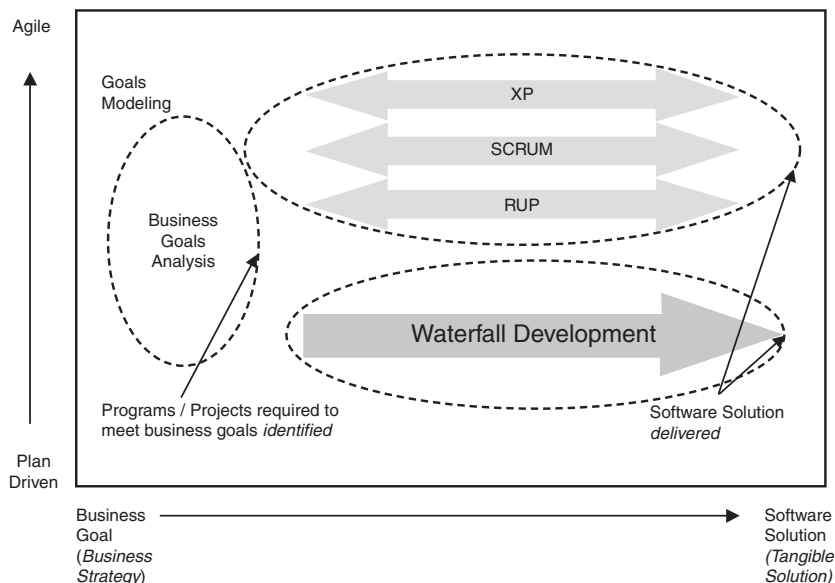 Agile
Goals
Modeling
XP
SCRUM
RUP
Business
Goals
Analysis
Waterfall Development
Programs / Projects required to
meet business goals identified
Software Solution
delivered
Plan
Driven
Business
Goal
(Business
Strategy)
Software
Solution
(Tangible
Solution)